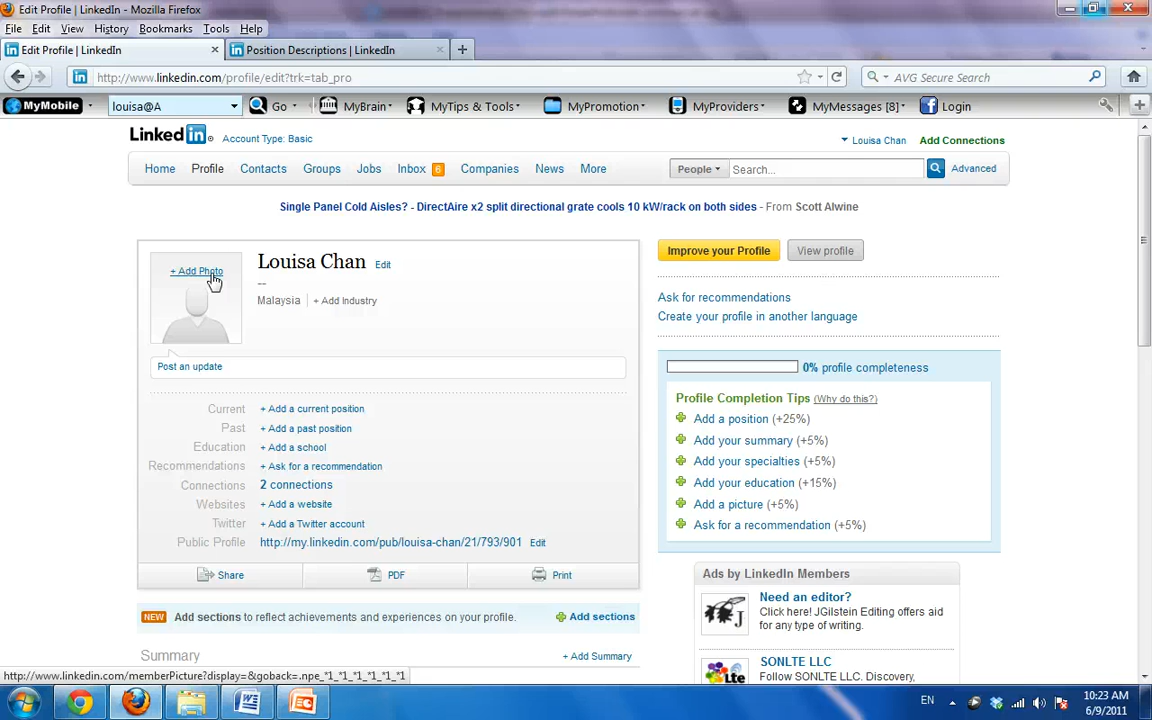 Edit Profile | LinkedIn - Mozilla Firefox
File Edit View History Bookmarks Tools Help
Edit Profile | LinkedIn
Position Descriptions | LinkedIn
http://www.linkedin.com/profile/edit?trk=tab_pro
AVG Secure Search
MyMobile louisa@A Go MyBrain MyTips & Tools MyPromotion MyProviders MyMessages [8] Login
LinkedIn Account Type: Basic
Louisa Chan Add Connections
Home Profile Contacts Groups Jobs Inbox 6 Companies News More
People Search... Advanced
Single Panel Cold Aisles? - DirectAire x2 split directional grate cools 10 kW/rack on both sides - From Scott Alwine
+ Add Photo
Louisa Chan Edit
--
Malaysia + Add Industry
Post an update
Current + Add a current position
Past + Add a past position
Education + Add a school
Recommendations + Ask for a recommendation
Connections 2 connections
Websites + Add a website
Twitter + Add a Twitter account
Public Profile http://my.linkedin.com/pub/louisa-chan/21/793/901 Edit
Share PDF Print
NEW Add sections to reflect achievements and experiences on your profile. Add sections
Summary + Add Summary
Improve your Profile View profile
Ask for recommendations
Create your profile in another language
0% profile completeness
Profile Completion Tips (Why do this?)
Add a position (+25%)
Add your summary (+5%)
Add your specialties (+5%)
Add your education (+15%)
Add a picture (+5%)
Ask for a recommendation (+5%)
Ads by LinkedIn Members
Need an editor?
Click here! JGilstein Editing offers aid
for any type of writing.
SONLTE LLC
Follow SONLTE LLC. Discover,
http://www.linkedin.com/memberPicture?display=&goback=.npe_*1_*1_*1_*1_*1_*1
EN
10:23 AM
6/9/2011